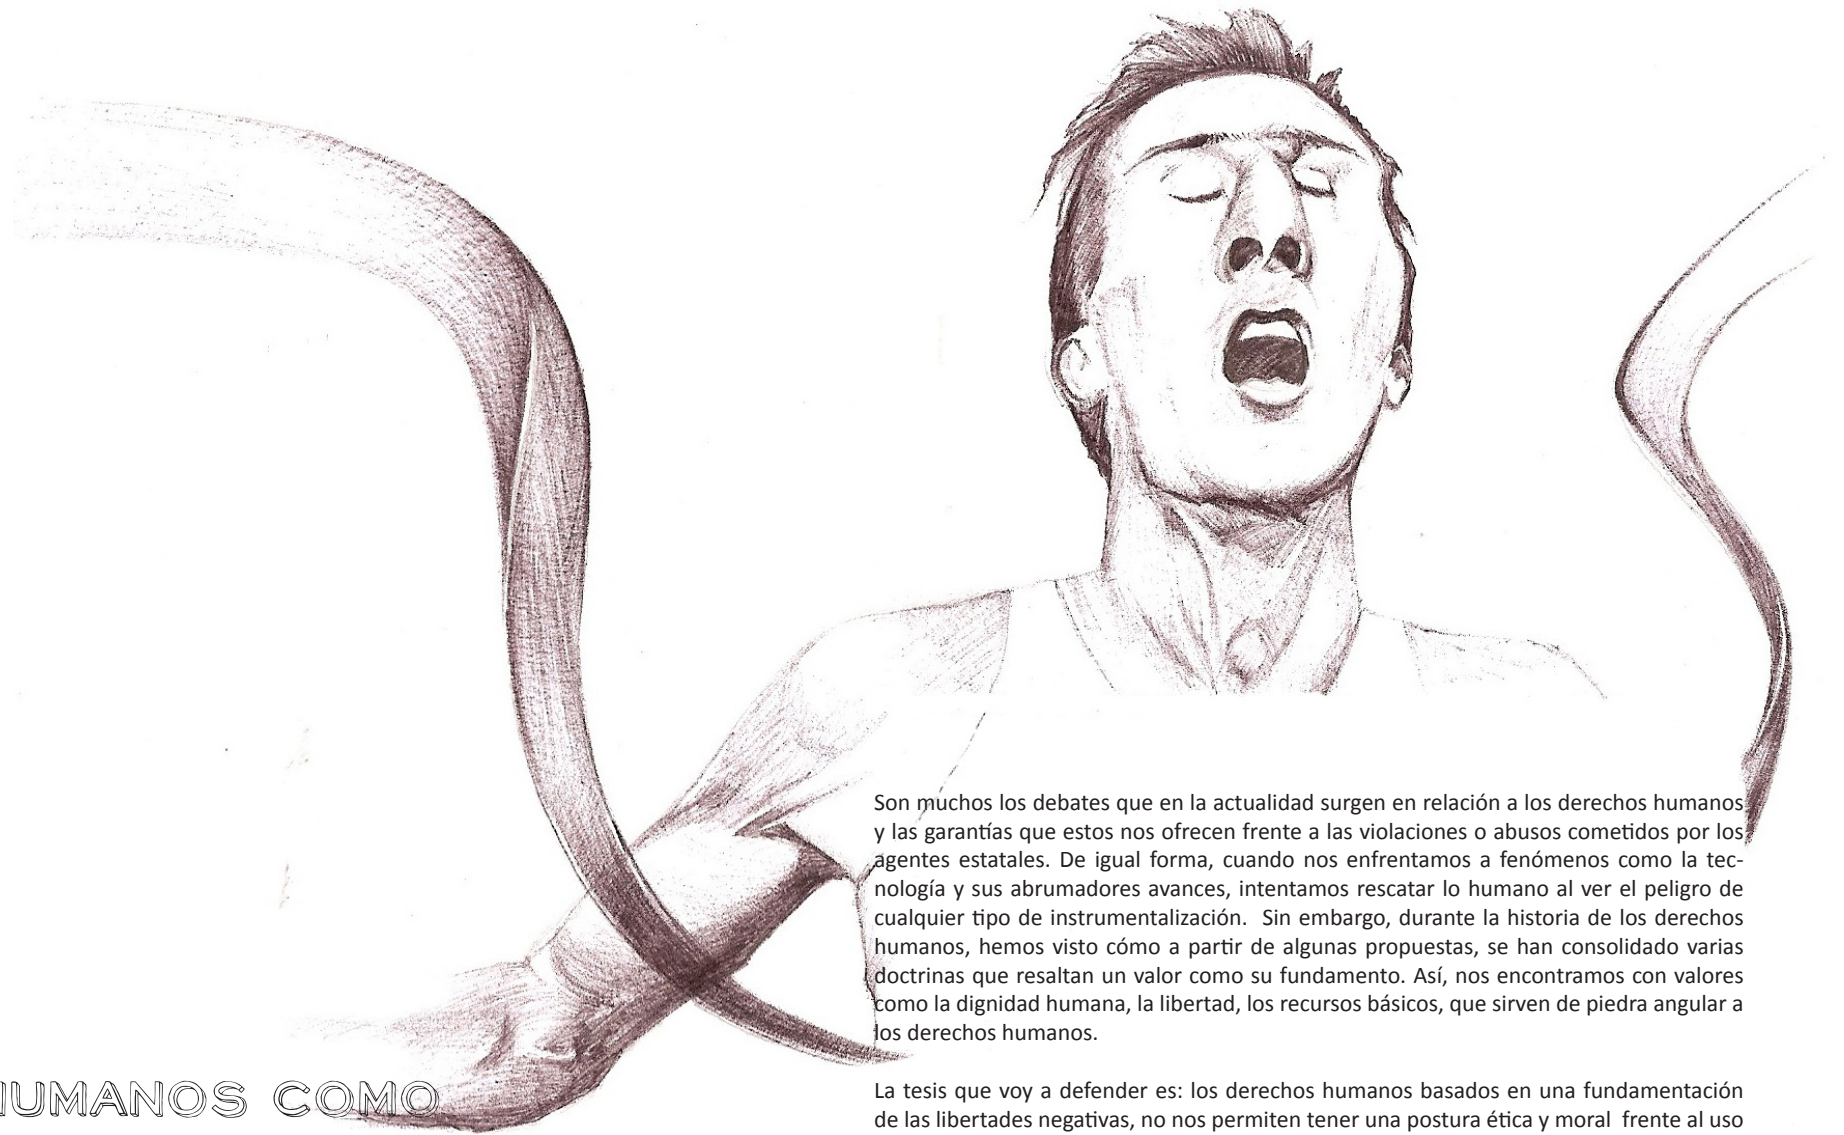 Son muchos los debates que en la actualidad surgen en relación a los derechos humanos
y las garantías que estos nos ofrecen frente a las violaciones o abusos cometidos por los
agentes estatales. De igual forma, cuando nos enfrentamos a fenómenos como la tec-
nología y sus abrumadores avances, intentamos rescatar lo humano al ver el peligro de
cualquier tipo de instrumentalización.  Sin embargo, durante la historia de los derechos
humanos, hemos visto cómo a partir de algunas propuestas, se han consolidado varias
doctrinas que resaltan un valor como su fundamento. Así, nos encontramos con valores
como la dignidad humana, la libertad, los recursos básicos, que sirven de piedra angular a
los derechos humanos.
HUMANOS COMO
La tesis que voy a defender es: los derechos humanos basados en una fundamentación
de las libertades negativas, no nos permiten tener una postura ética y moral  frente al uso